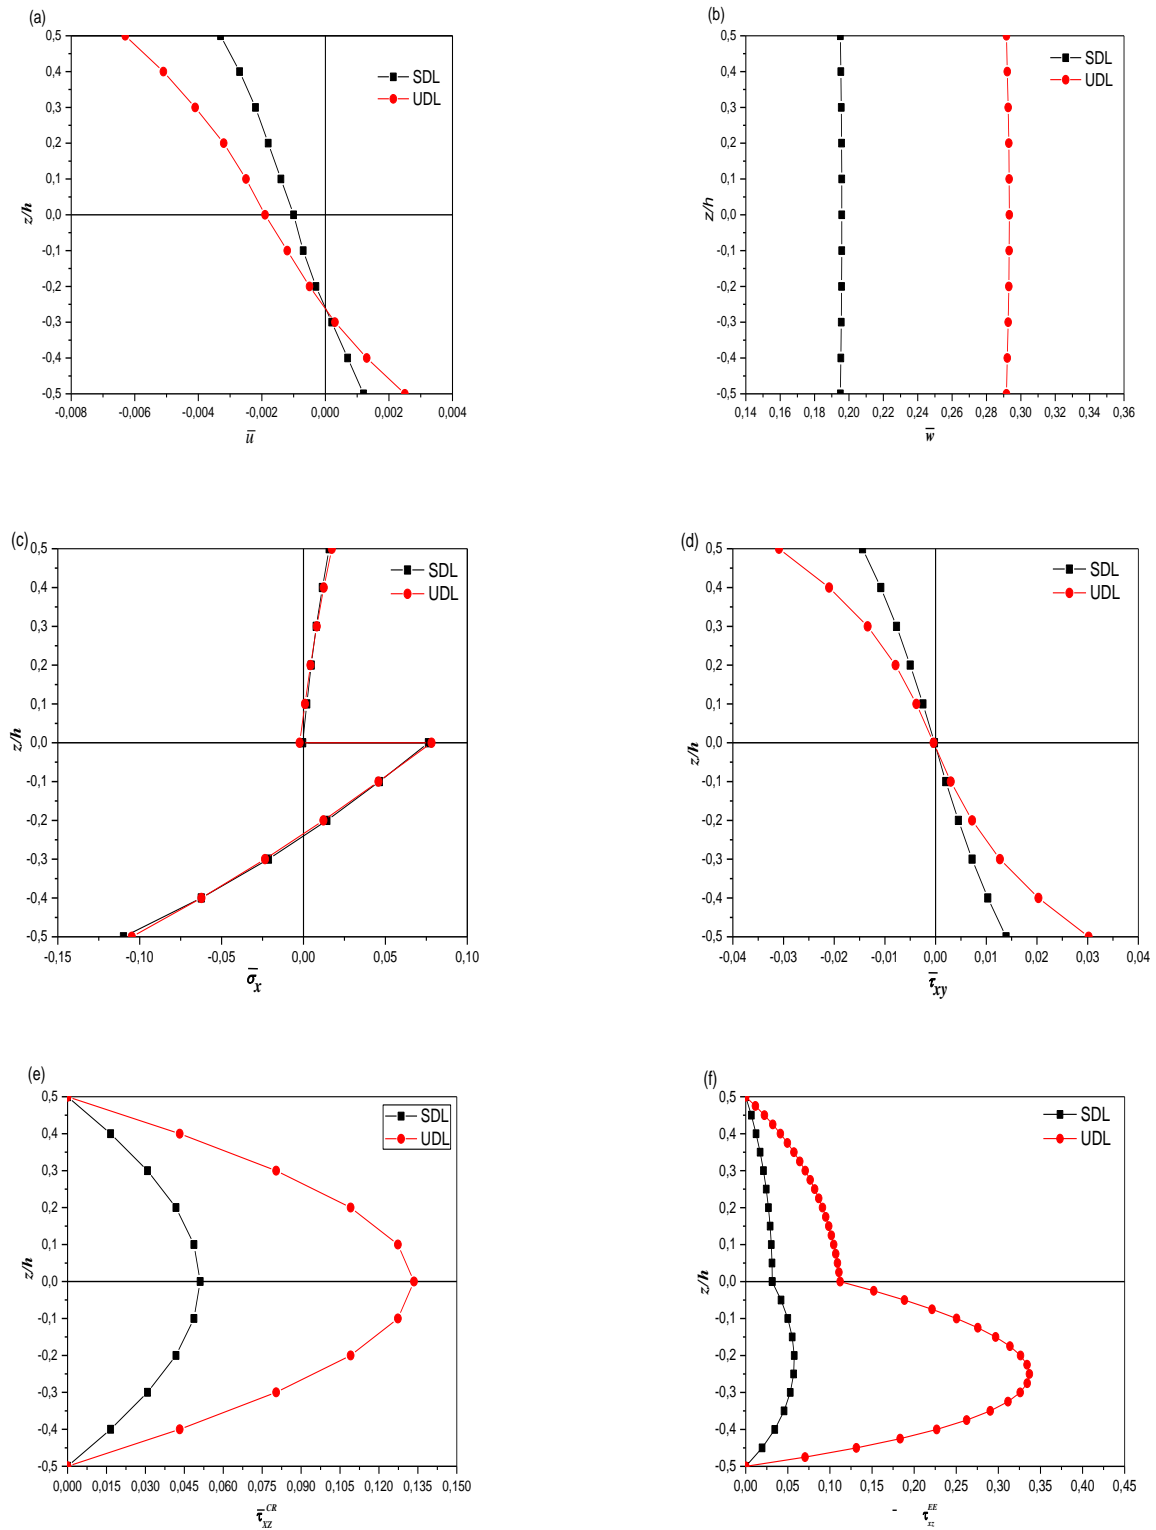 (a)
0,5
0,4
0,3
0,2
0,1
0,0
-0,1
-0,2
-0,3
-0,4
-0,5
z/h
SDL
UDL
-0,008
-0,006
-0,004
-0,002
0,000
0,002
0,004
u̅
(b)
0,5
0,4
0,3
0,2
0,1
0,0
-0,1
-0,2
-0,3
-0,4
-0,5
z/h
SDL
UDL
0,14 0,16 0,18 0,20 0,22 0,24 0,26 0,28 0,30 0,32 0,34 0,36
w̅
(c)
0,5
0,4
0,3
0,2
0,1
0,0
-0,1
-0,2
-0,3
-0,4
-0,5
z/h
SDL
UDL
-0,15 -0,10 -0,05 0,00 0,05 0,10
σ̅x
(d)
0,5
0,4
0,3
0,2
0,1
0,0
-0,1
-0,2
-0,3
-0,4
-0,5
z/h
SDL
UDL
-0,04 -0,03 -0,02 -0,01 0,00 0,01 0,02 0,03 0,04
τ̅xy
(e)
0,5
0,4
0,3
0,2
0,1
0,0
-0,1
-0,2
-0,3
-0,4
-0,5
z/h
SDL
UDL
0,000 0,015 0,030 0,045 0,060 0,075 0,090 0,105 0,120 0,135 0,150
τ̅XZ CR
(f)
0,5
0,4
0,3
0,2
0,1
0,0
-0,1
-0,2
-0,3
-0,4
-0,5
z/h
SDL
UDL
0,00 0,05 0,10 0,15 0,20 0,25 0,30 0,35 0,40 0,45
- τxz EE